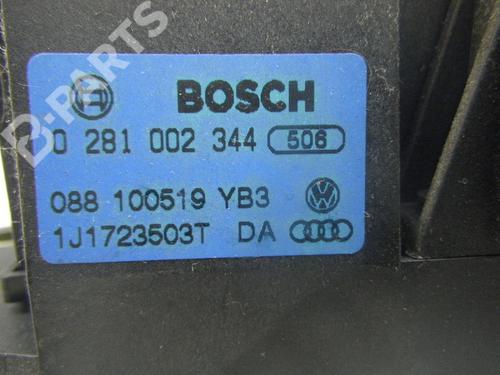 B-PARTS
BOSCH
0 281 002 344 506
088 100519 YB3
1J1723503T DA